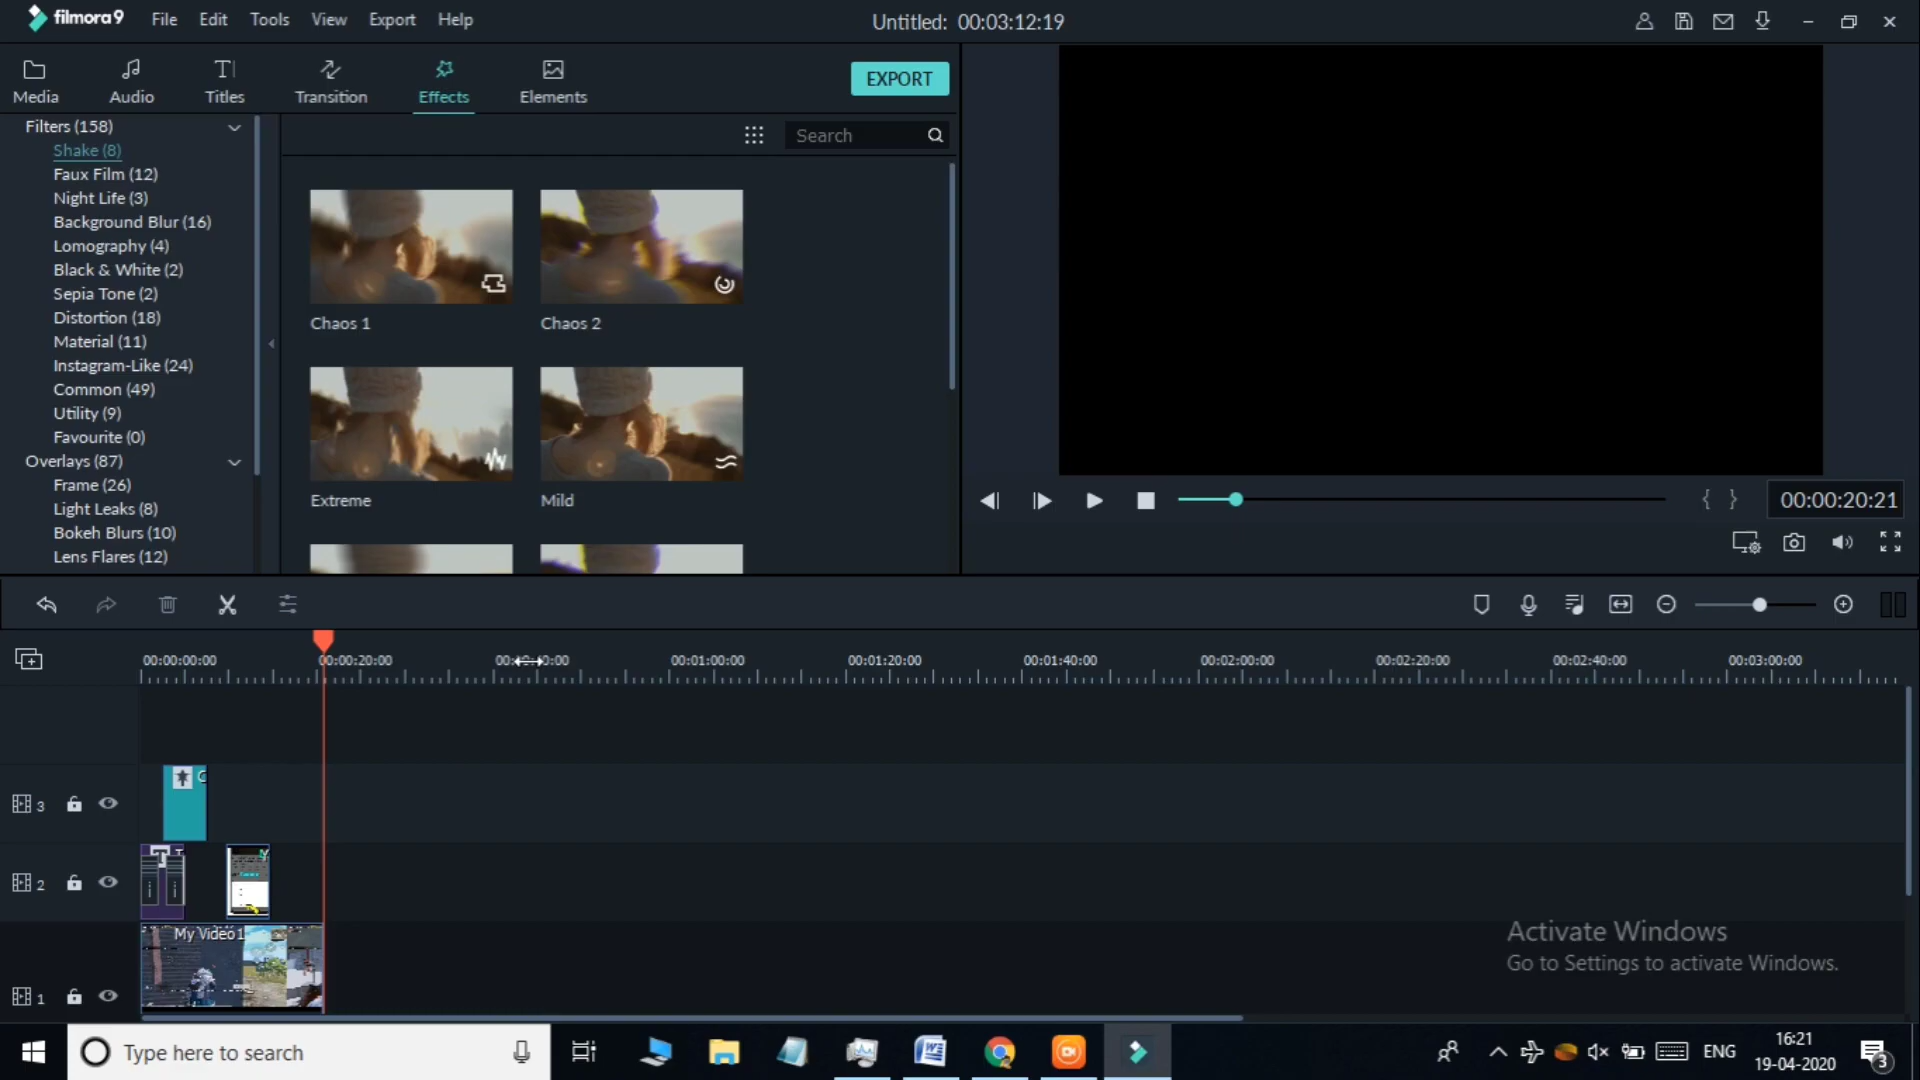 filmora9 File Edit Tools View Export Help Untitled: 00:03:12:19
Media Audio Titles Transition Effects Elements EXPORT
Filters (158)
Search
Shake (8)
Faux Film (12)
Night Life (3)
Background Blur (16)
Lomography (4)
Black & White (2)
Sepia Tone (2)
Distortion (18)
Material (11)
Instagram-Like (24)
Common (49)
Utility (9)
Favourite (0)
Overlays (87)
Frame (26)
Light Leaks (8)
Bokeh Blurs (10)
Lens Flares (12)
Chaos 1 Chaos 2
Extreme Mild
00:00:20:21
00:00:00:00 00:00:20:00 00:01:00:00 00:01:20:00 00:01:40:00 00:02:00:00 00:02:20:00 00:02:40:00 00:03:00:00
3
2
My Video1
1
Activate Windows
Go to Settings to activate Windows.
Type here to search
ENG
16:21
19-04-2020
3